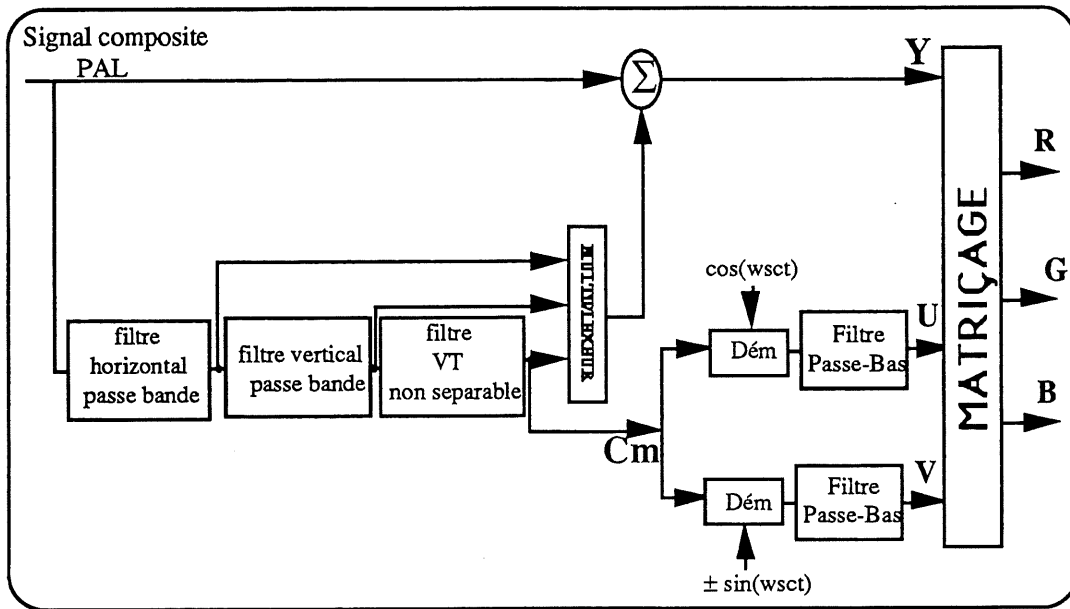 Signal composite
PAL
Σ
Y
R
G
B
MATRIÇAGE
MULTIPLEXEUR
cos(wsct)
filtre
horizontal
passe bande
filtre vertical
passe bande
filtre
VT
non separable
Dém
Filtre
Passe-Bas
U
Cm
Dém
Filtre
Passe-Bas
V
± sin(wsct)